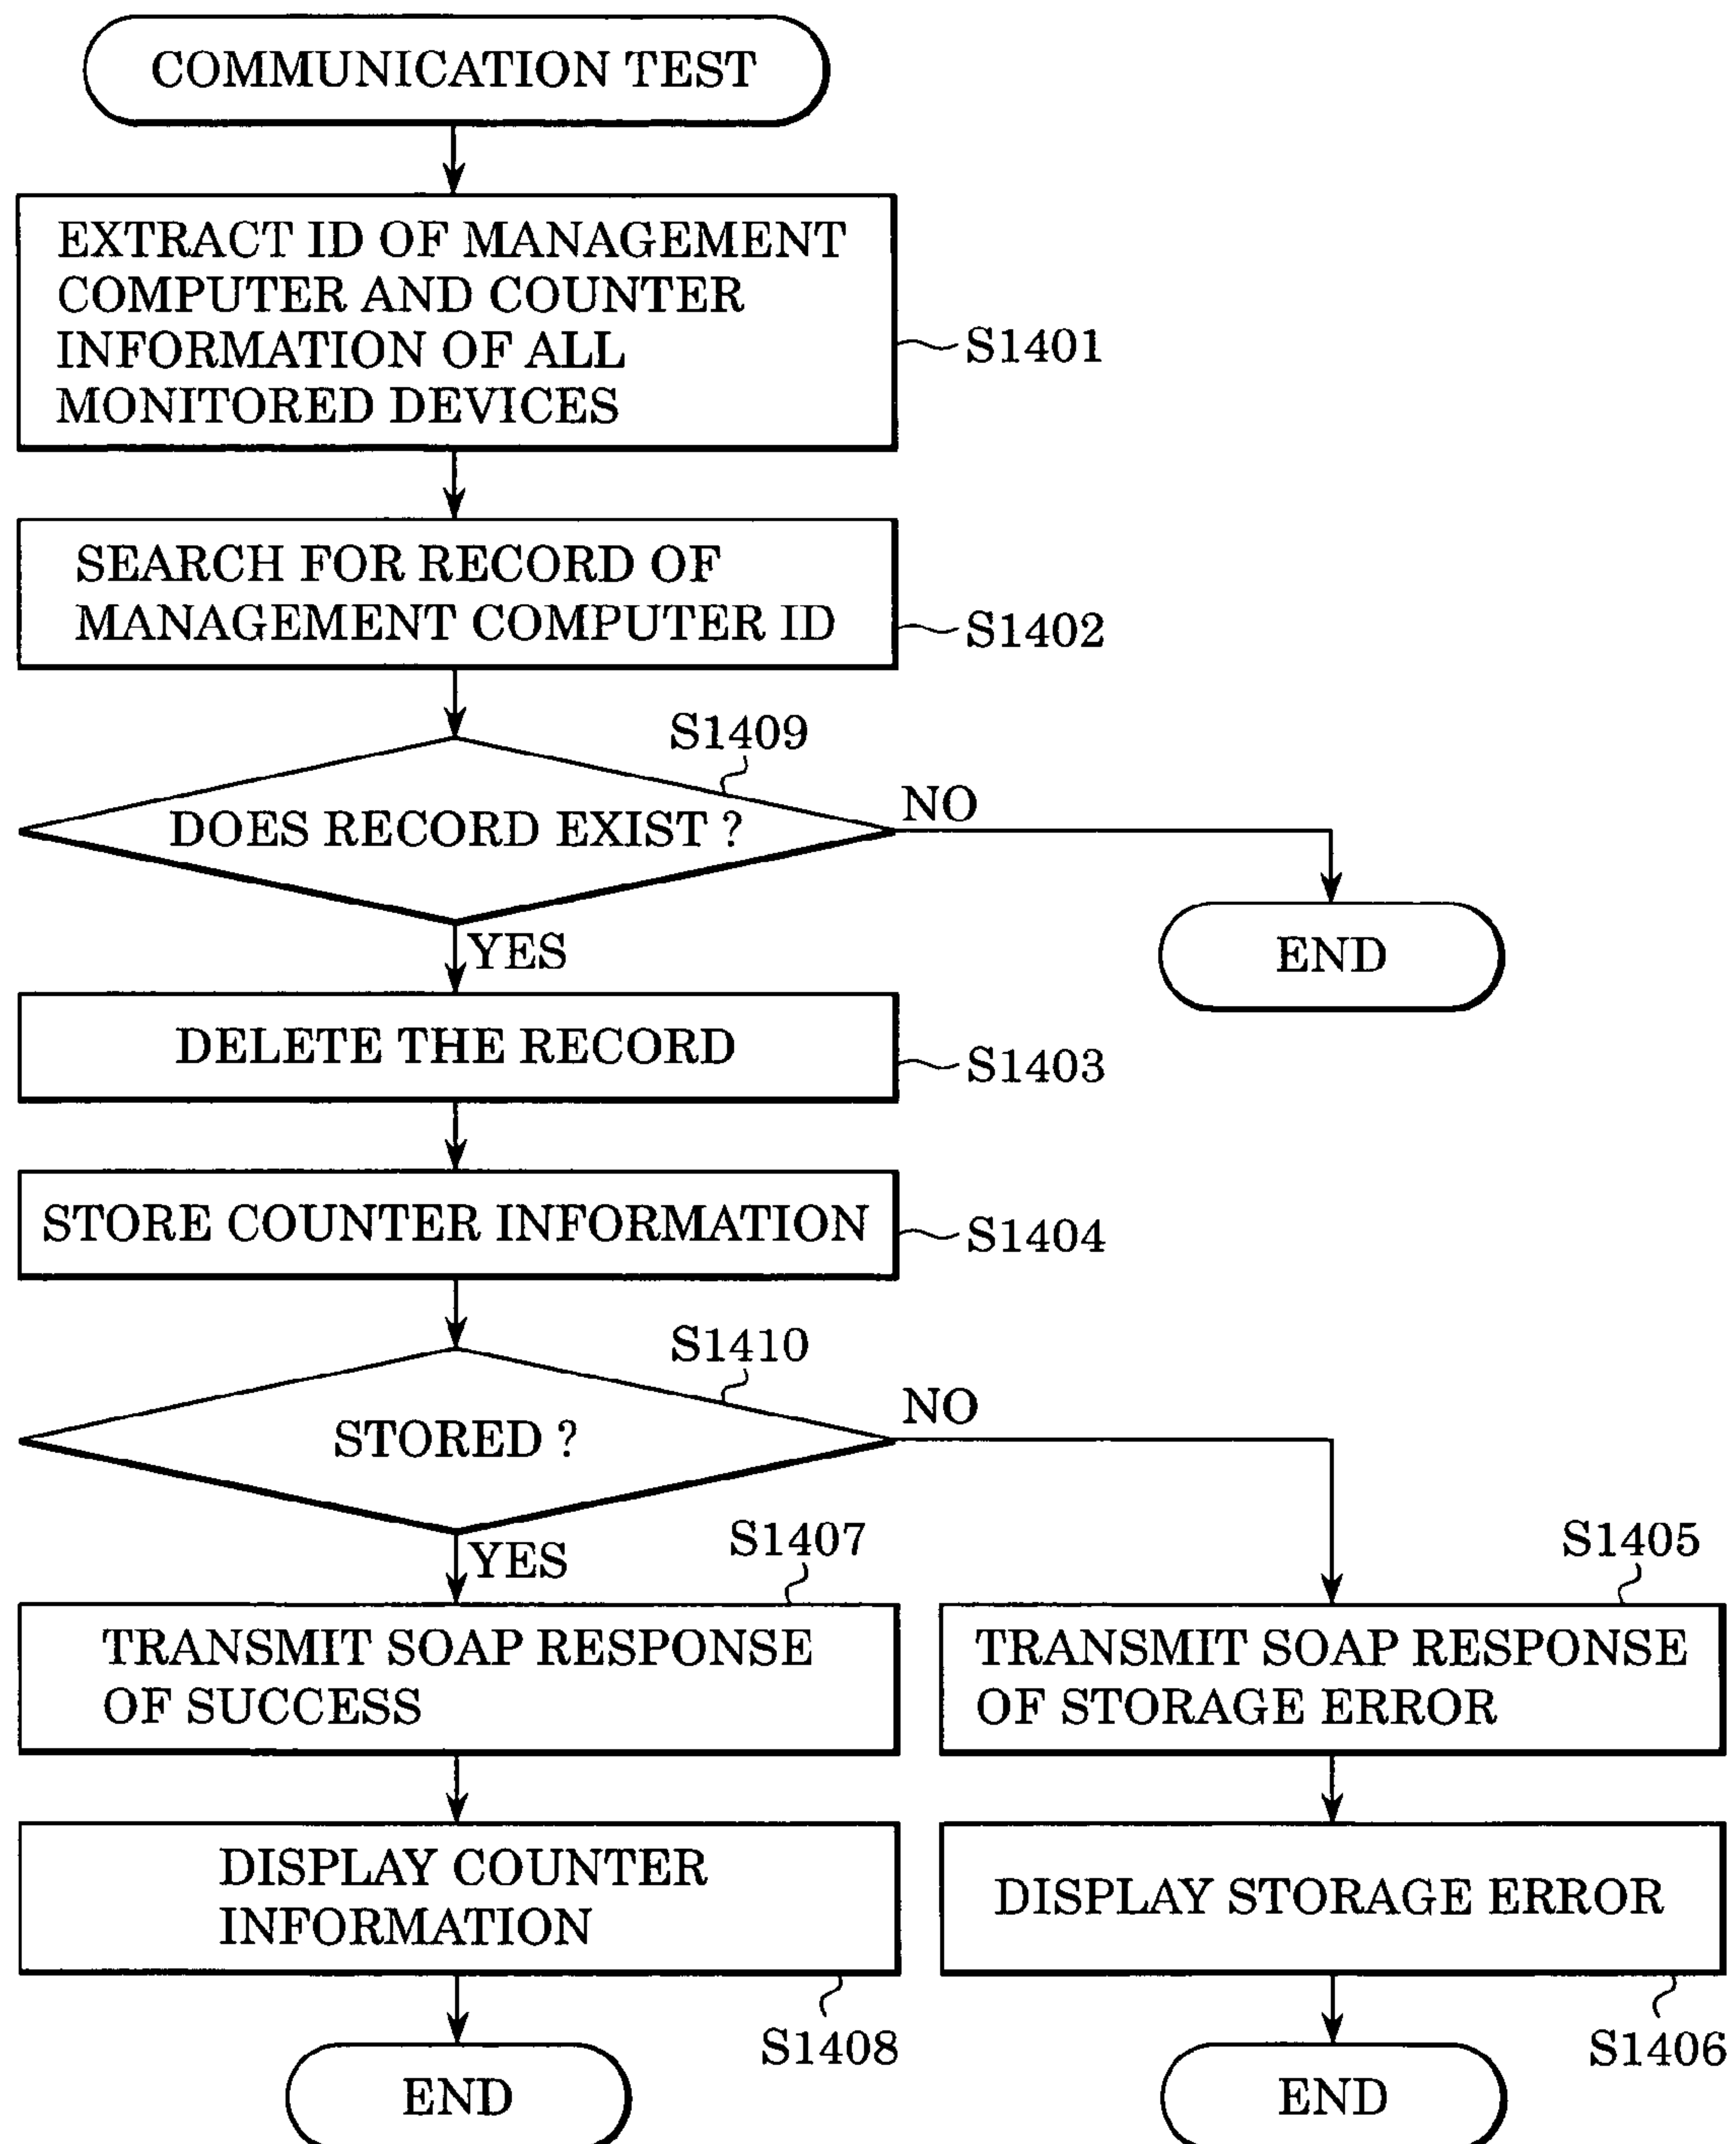 COMMUNICATION TEST
EXTRACT ID OF MANAGEMENT
COMPUTER AND COUNTER
INFORMATION OF ALL
MONITORED DEVICES
S1401
SEARCH FOR RECORD OF
MANAGEMENT COMPUTER ID
S1402
S1409
DOES RECORD EXIST ?
NO
END
YES
DELETE THE RECORD
S1403
STORE COUNTER INFORMATION
S1404
S1410
STORED ?
NO
YES
S1407
TRANSMIT SOAP RESPONSE
OF SUCCESS
S1405
TRANSMIT SOAP RESPONSE
OF STORAGE ERROR
DISPLAY COUNTER
INFORMATION
S1408
DISPLAY STORAGE ERROR
S1406
END
END